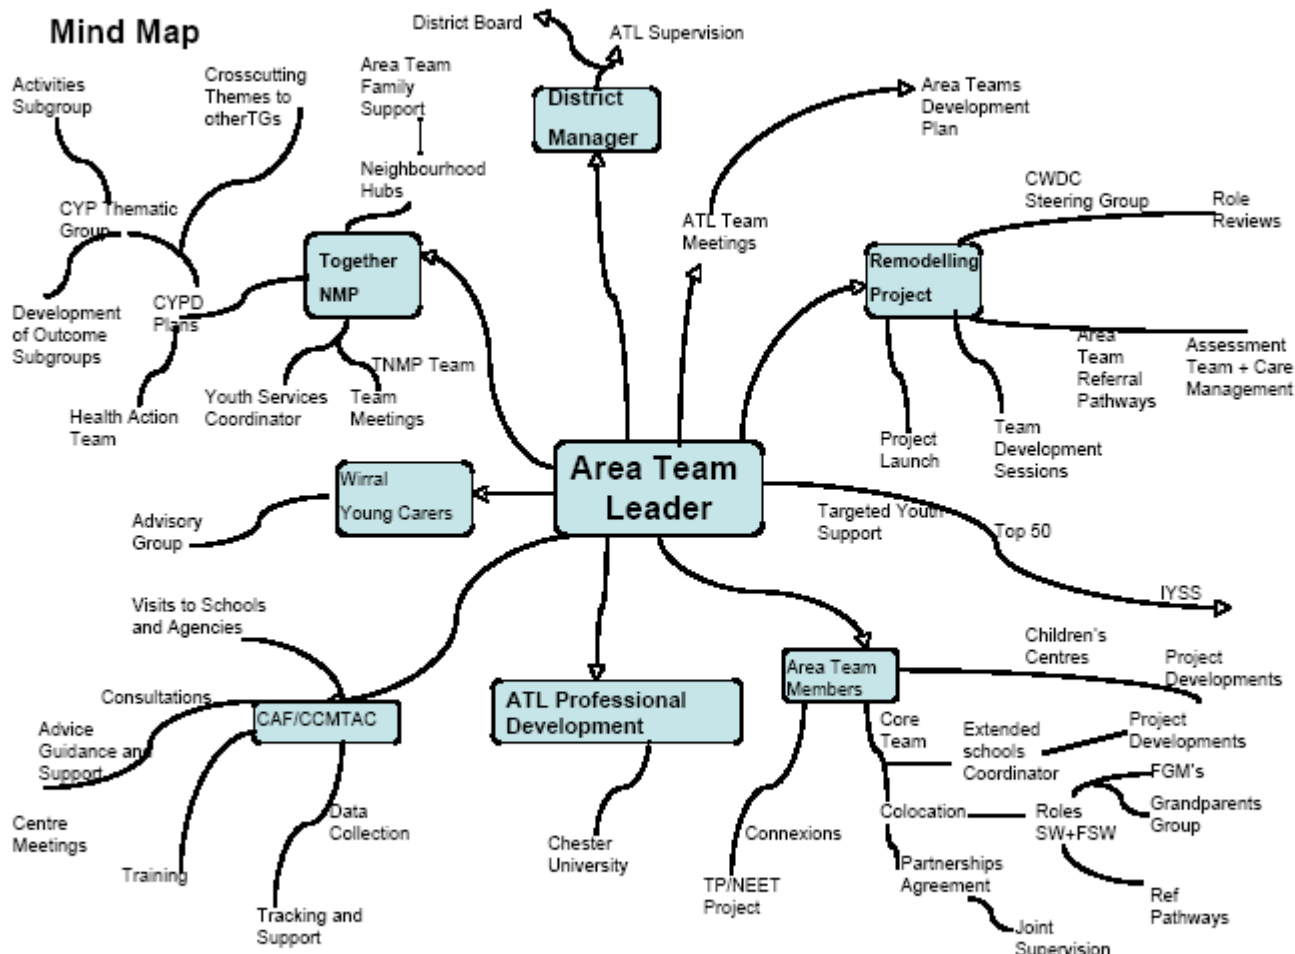 Mind Map
District Board
ATL Supervision
Activities
Subgroup
Crosscutting
Themes to
otherTGs
Area Team
Family
Support
District
Manager
Area Teams
Development
Plan
Neighbourhood
Hubs
CWDC
Steering Group
Role
Reviews
CYP Thematic
Group
ATL Team
Meetings
Together
NMP
Remodelling
Project
Development
of Outcome
Subgroups
CYPD
Plans
TNMP Team
Youth Services
Coordinator
Team
Meetings
Area
Team
Referral
Pathways
Assessment
Team + Care
Management
Health Action
Team
Project
Launch
Team
Development
Sessions
Area Team
Leader
Wirral
Young Carers
Advisory
Group
Targeted Youth
Support
Top 50
IYSS
Visits to Schools
and Agencies
Children's
Centres
Project
Developments
Area Team
Members
Consultations
CAF/CCMTAC
ATL Professional
Development
Advice
Guidance and
Support
Core
Team
Extended
schools
Coordinator
Project
Developments
FGM's
Grandparents
Group
Centre
Meetings
Data
Collection
Colocation
Roles
SW+FSW
Connexions
Chester
University
Training
Partnerships
Agreement
TP/NEET
Project
Ref
Pathways
Tracking and
Support
Joint
Supervision